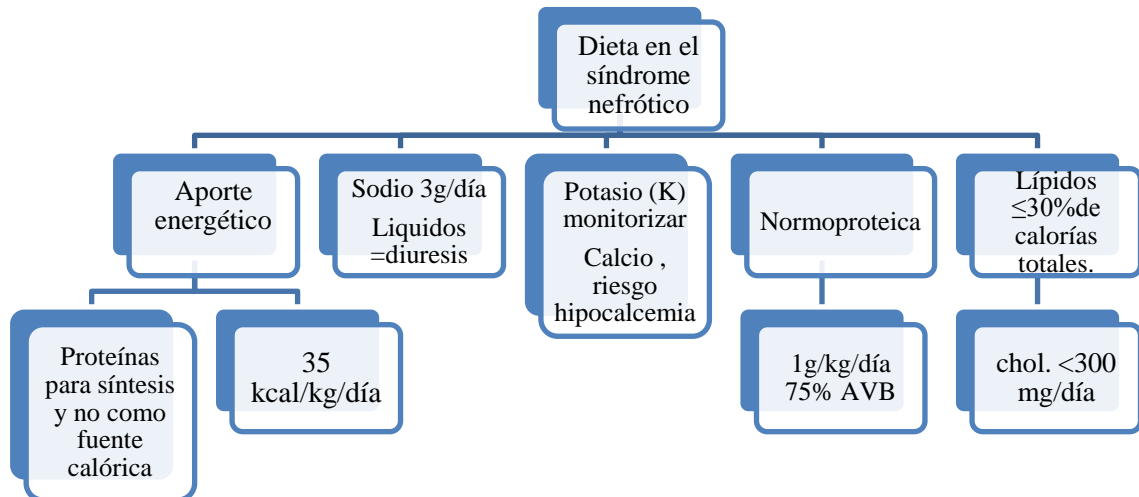 Dieta en el
síndrome
nefrótico
Aporte
energético
Sodio 3g/día
Liquidos
=diuresis
Potasio (K)
monitorizar
Calcio ,
riesgo
hipocalcemia
Normoproteica
Lípidos
≤30%de
calorías
totales.
Proteínas
para síntesis
y no como
fuente
calórica
35
kcal/kg/día
1g/kg/día
75% AVB
chol. <300
mg/día